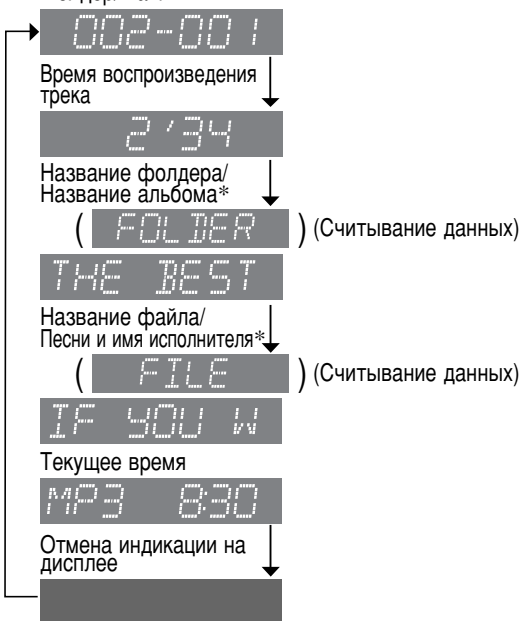 002-001
Время воспроизведения
трека
2'34
Название фолдера/
Название альбома*
( FOLDER ) (Считывание данных)
THE BEST
Название файла/
Песни и имя исполнителя*
( FILE ) (Считывание данных)
IF YOU W
Текущее время
MP3 8:30
Отмена индикации на
дисплее